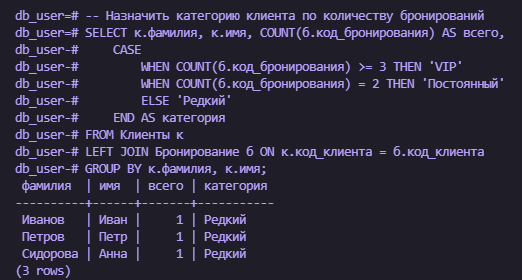 db_user=# -- Назначить категорию клиента по количеству бронирований
db_user=# SELECT к.фамилия, к.имя, COUNT(б.код_бронирования) AS всего,
db_user-#     CASE
db_user-#         WHEN COUNT(б.код_бронирования) >= 3 THEN 'VIP'
db_user-#         WHEN COUNT(б.код_бронирования) = 2 THEN 'Постоянный'
db_user-#         ELSE 'Редкий'
db_user-#     END AS категория
db_user-# FROM Клиенты к
db_user-# LEFT JOIN Бронирование б ON к.код_клиента = б.код_клиента
db_user-# GROUP BY к.фамилия, к.имя;
 фамилия  | имя  | всего | категория
----------+------+-------+-----------
 Иванов   | Иван |     1 | Редкий
 Петров   | Петр |     1 | Редкий
 Сидорова | Анна |     1 | Редкий
(3 rows)